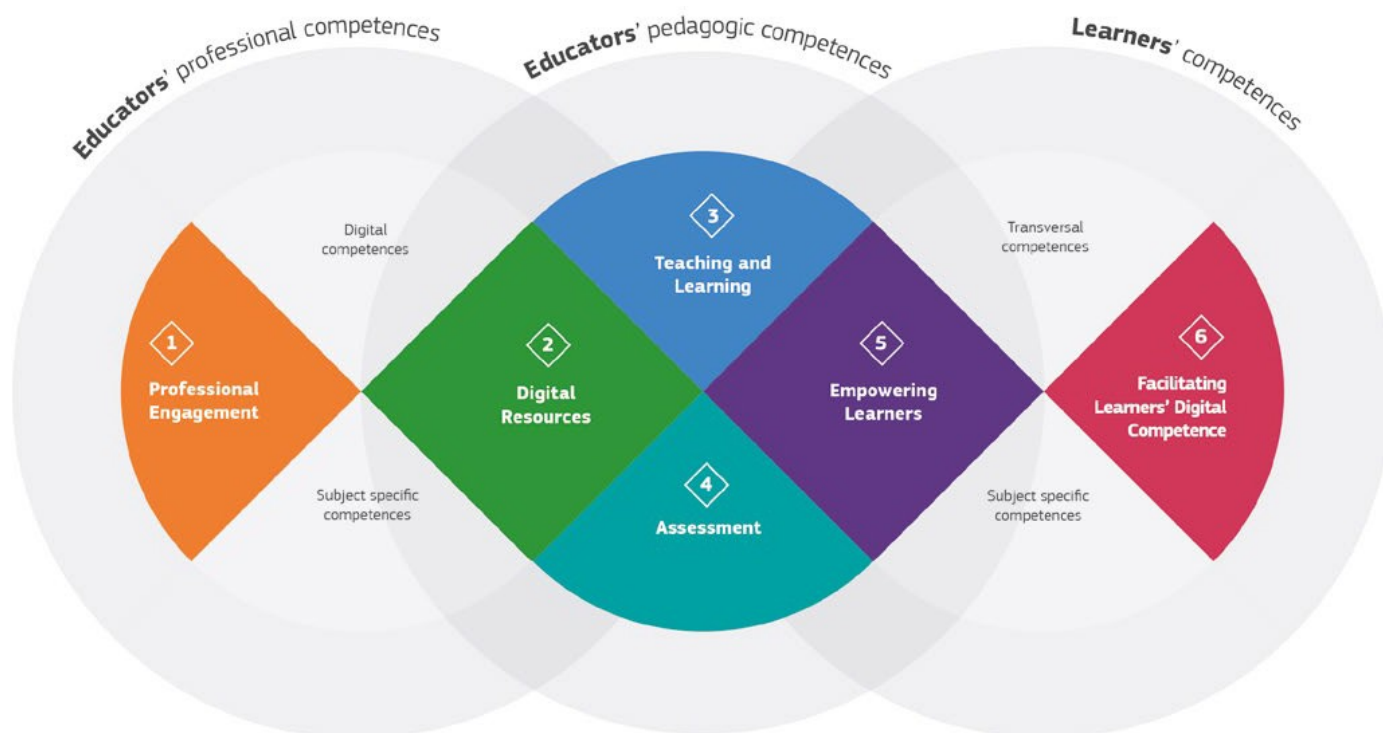 Educators' professional competences
Educators' pedagogic competences
Learners' competences
Digital
competences
Transversal
competences
1
Professional
Engagement
2
Digital
Resources
3
Teaching and
Learning
4
Assessment
5
Empowering
Learners
6
Facilitating
Learners' Digital
Competence
Subject specific
competences
Subject specific
competences